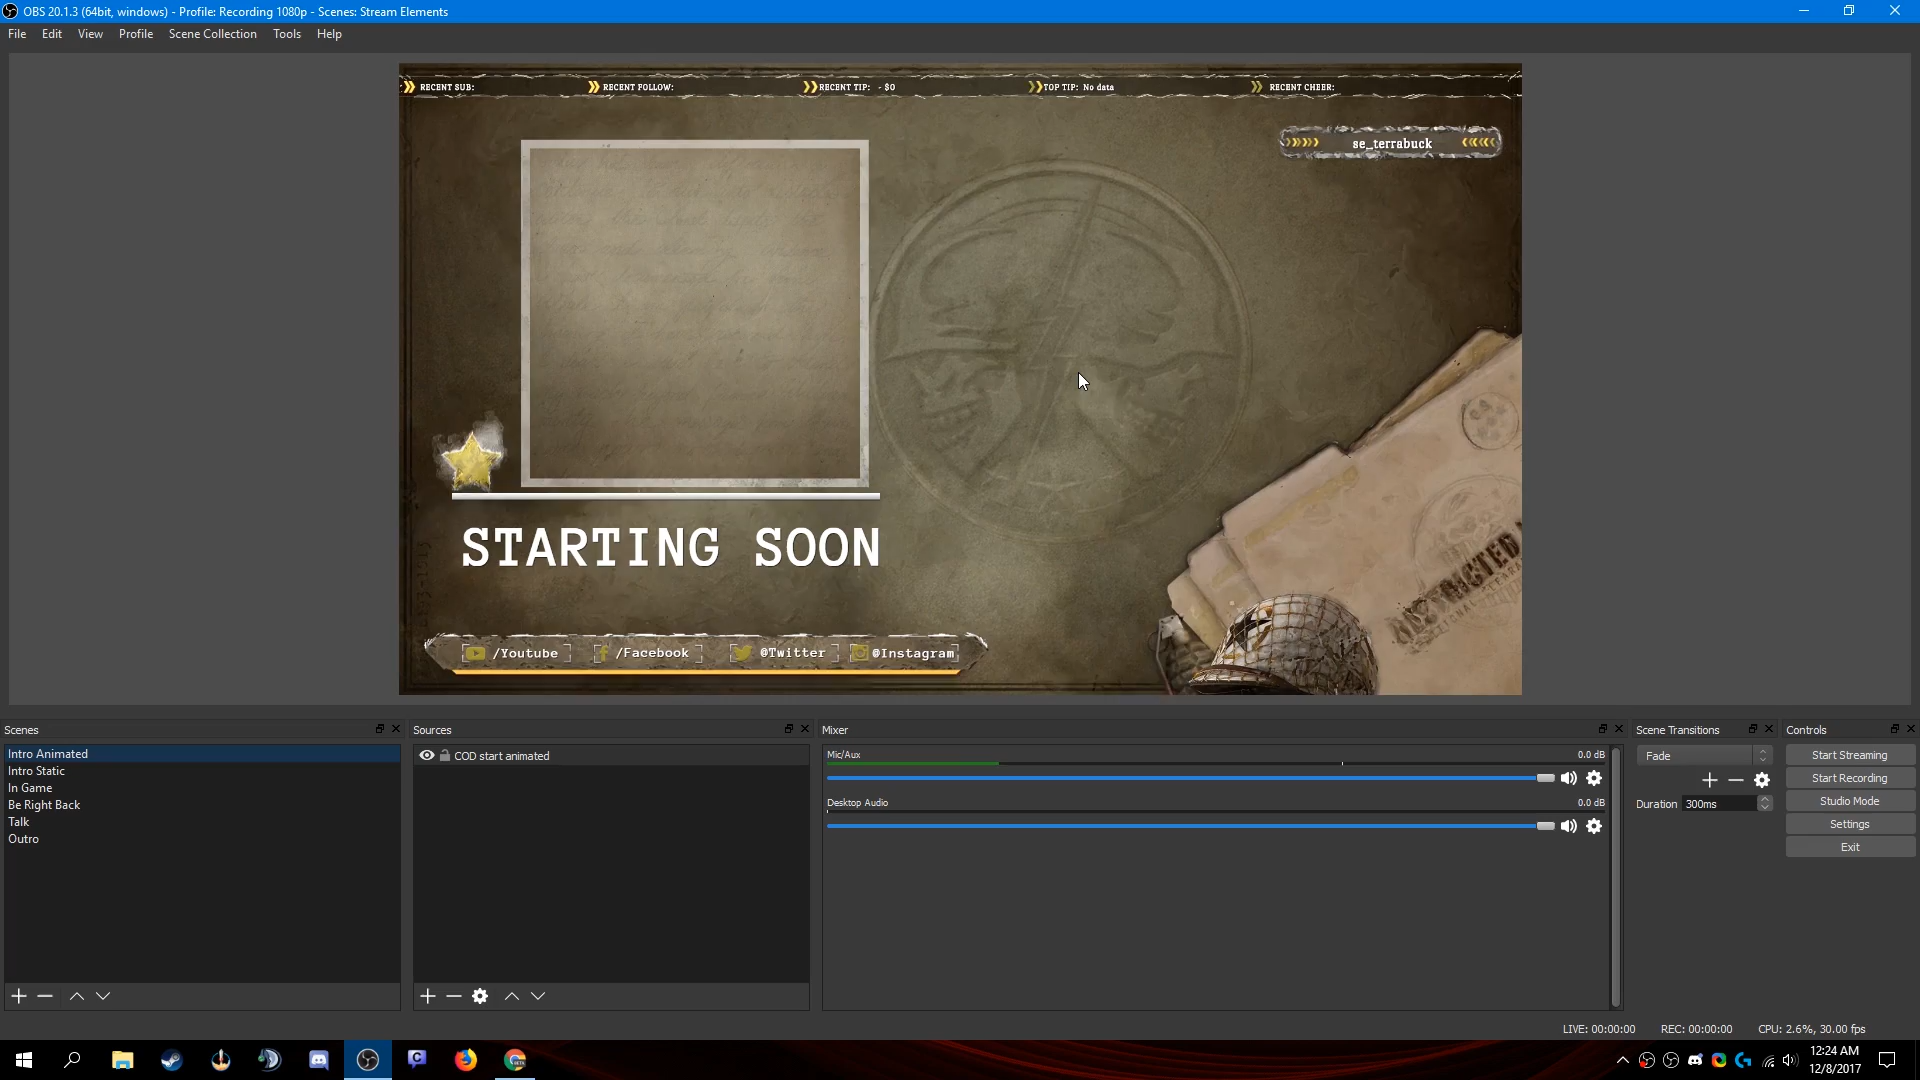 OBS 20.1.3 (64bit, windows) - Profile: Recording 1080p - Scenes: Stream Elements
File Edit View Profile Scene Collection Tools Help
RECENT SUB: RECENT FOLLOW: RECENT TIP: - $0 TOP TIP: No data RECENT CHEER:
se_terrabuck
STARTING SOON
/Youtube /Facebook @Twitter @Instagram
Scenes
Intro Animated
Intro Static
In Game
Be Right Back
Talk
Outro
Sources
COD start animated
Mixer
Mic/Aux 0.0 dB
Desktop Audio 0.0 dB
Scene Transitions
Fade
Duration 300ms
Controls
Start Streaming
Start Recording
Studio Mode
Settings
Exit
LIVE: 00:00:00 REC: 00:00:00 CPU: 2.6%, 30.00 fps
12:24 AM
12/8/2017